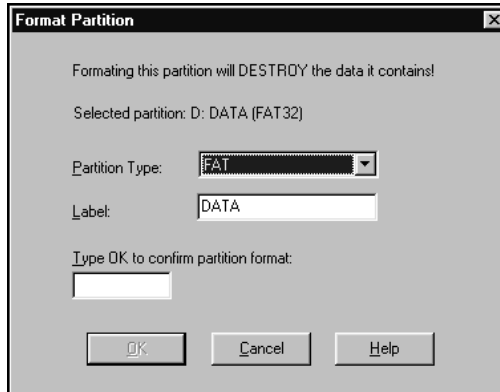 Format Partition
Formating this partition will DESTROY the data it contains!
Selected partition: D: DATA (FAT32)
Partition Type: FAT
Label: DATA
Type OK to confirm partition format:
OK Cancel Help